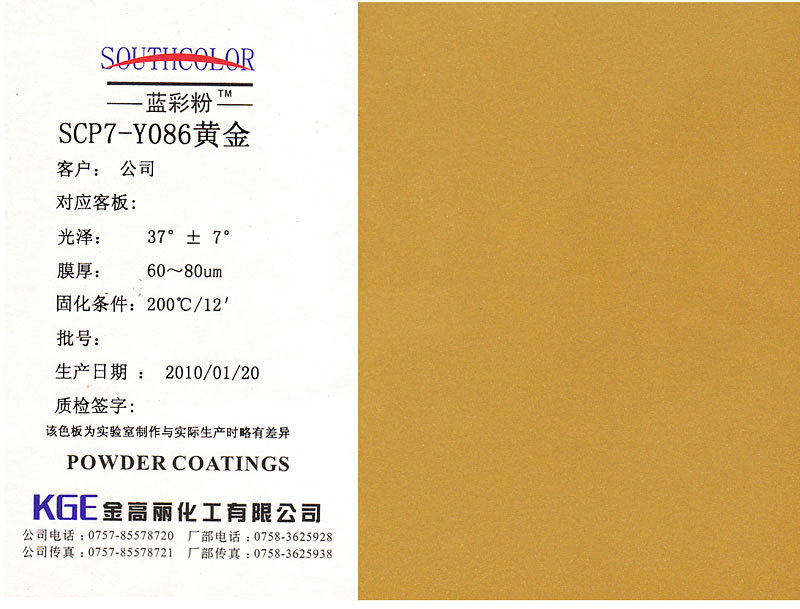 SOUTHCOLOR
蓝彩粉™
SCP7-Y086黄金
客户： 公司
对应客板:
光泽： 37° ± 7°
膜厚： 60～80um
固化条件: 200℃/12′
批号:
生产日期 ： 2010/01/20
质检签字:
该色板为实验室制作与实际生产时略有差异
POWDER COATINGS
KGE金高丽化工有限公司
公司电话：0757-85578720 厂部电话：0758-3625928
公司传真：0757-85578721 厂部传真：0758-3625938